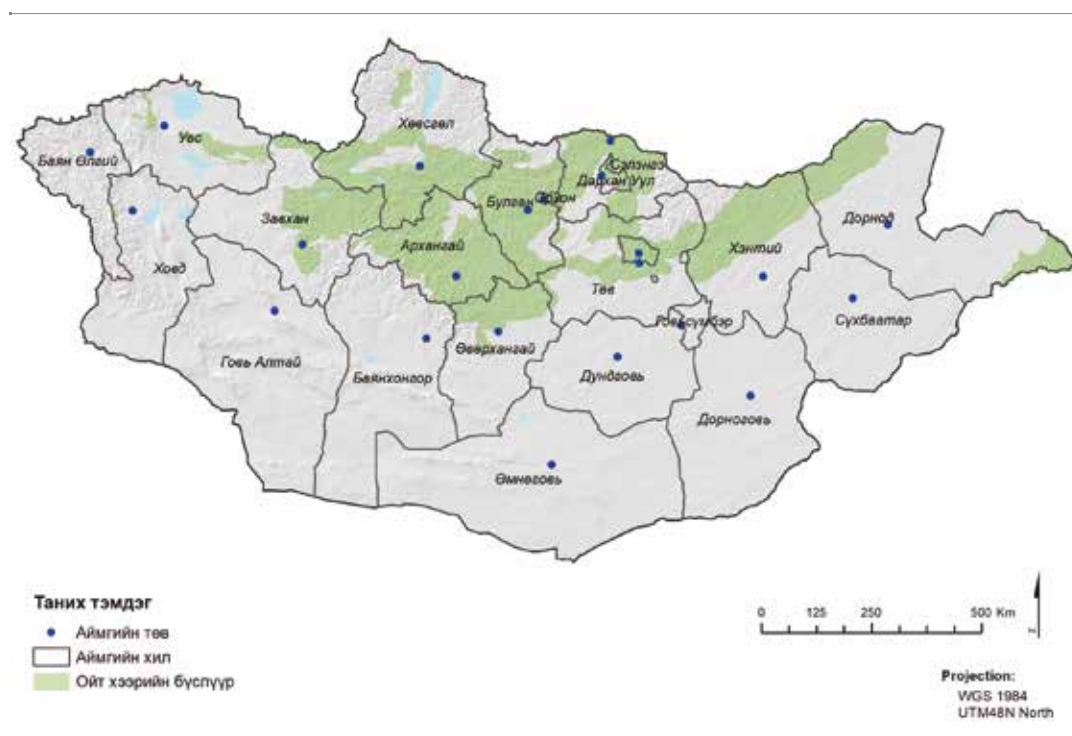 Хөвсгөл
Увс
Баян Өлгий
Сэлэнгэ
Дархан Уул
Орхон
Булган
Завхан
Дорнод
Архангай
Хэнтий
Ховд
Төв
Говьсүмбэр
Сүхбаатар
Өвөрхангай
Говь Алтай
Баянхонгор
Дундговь
Дорноговь
Өмнөговь
Таних тэмдэг
Аймгийн төв
Аймгийн хил
Ойт хээрийн бүслүүр
0 125 250 500 Km
z
Projection:
WGS 1984
UTM48N North